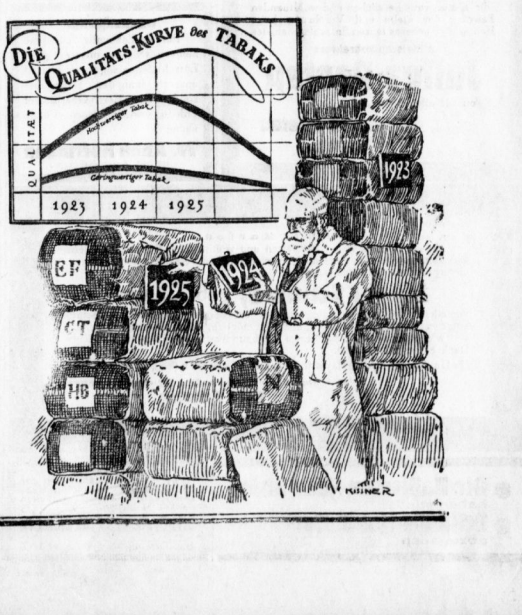 DIE
QUALITÄTS-KURVE des TABAKS
QUALITÆT
Hochwertiger Tabak
Geringwertiger Tabak
1923 1924 1925
1923
1924
1925
EF
CT
HB
N